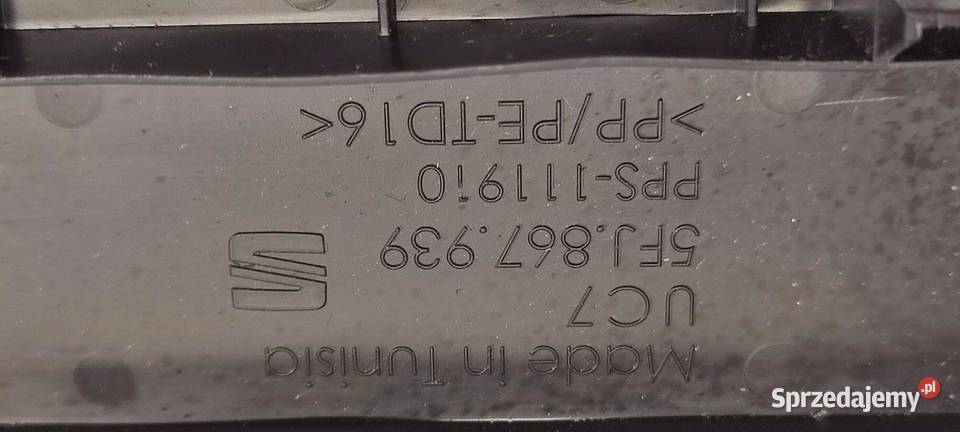 Made in Tunisia
UC7
5FJ.867.939
PPS-111910
>PP/PE-TD16<
Sprzedajemy.pl